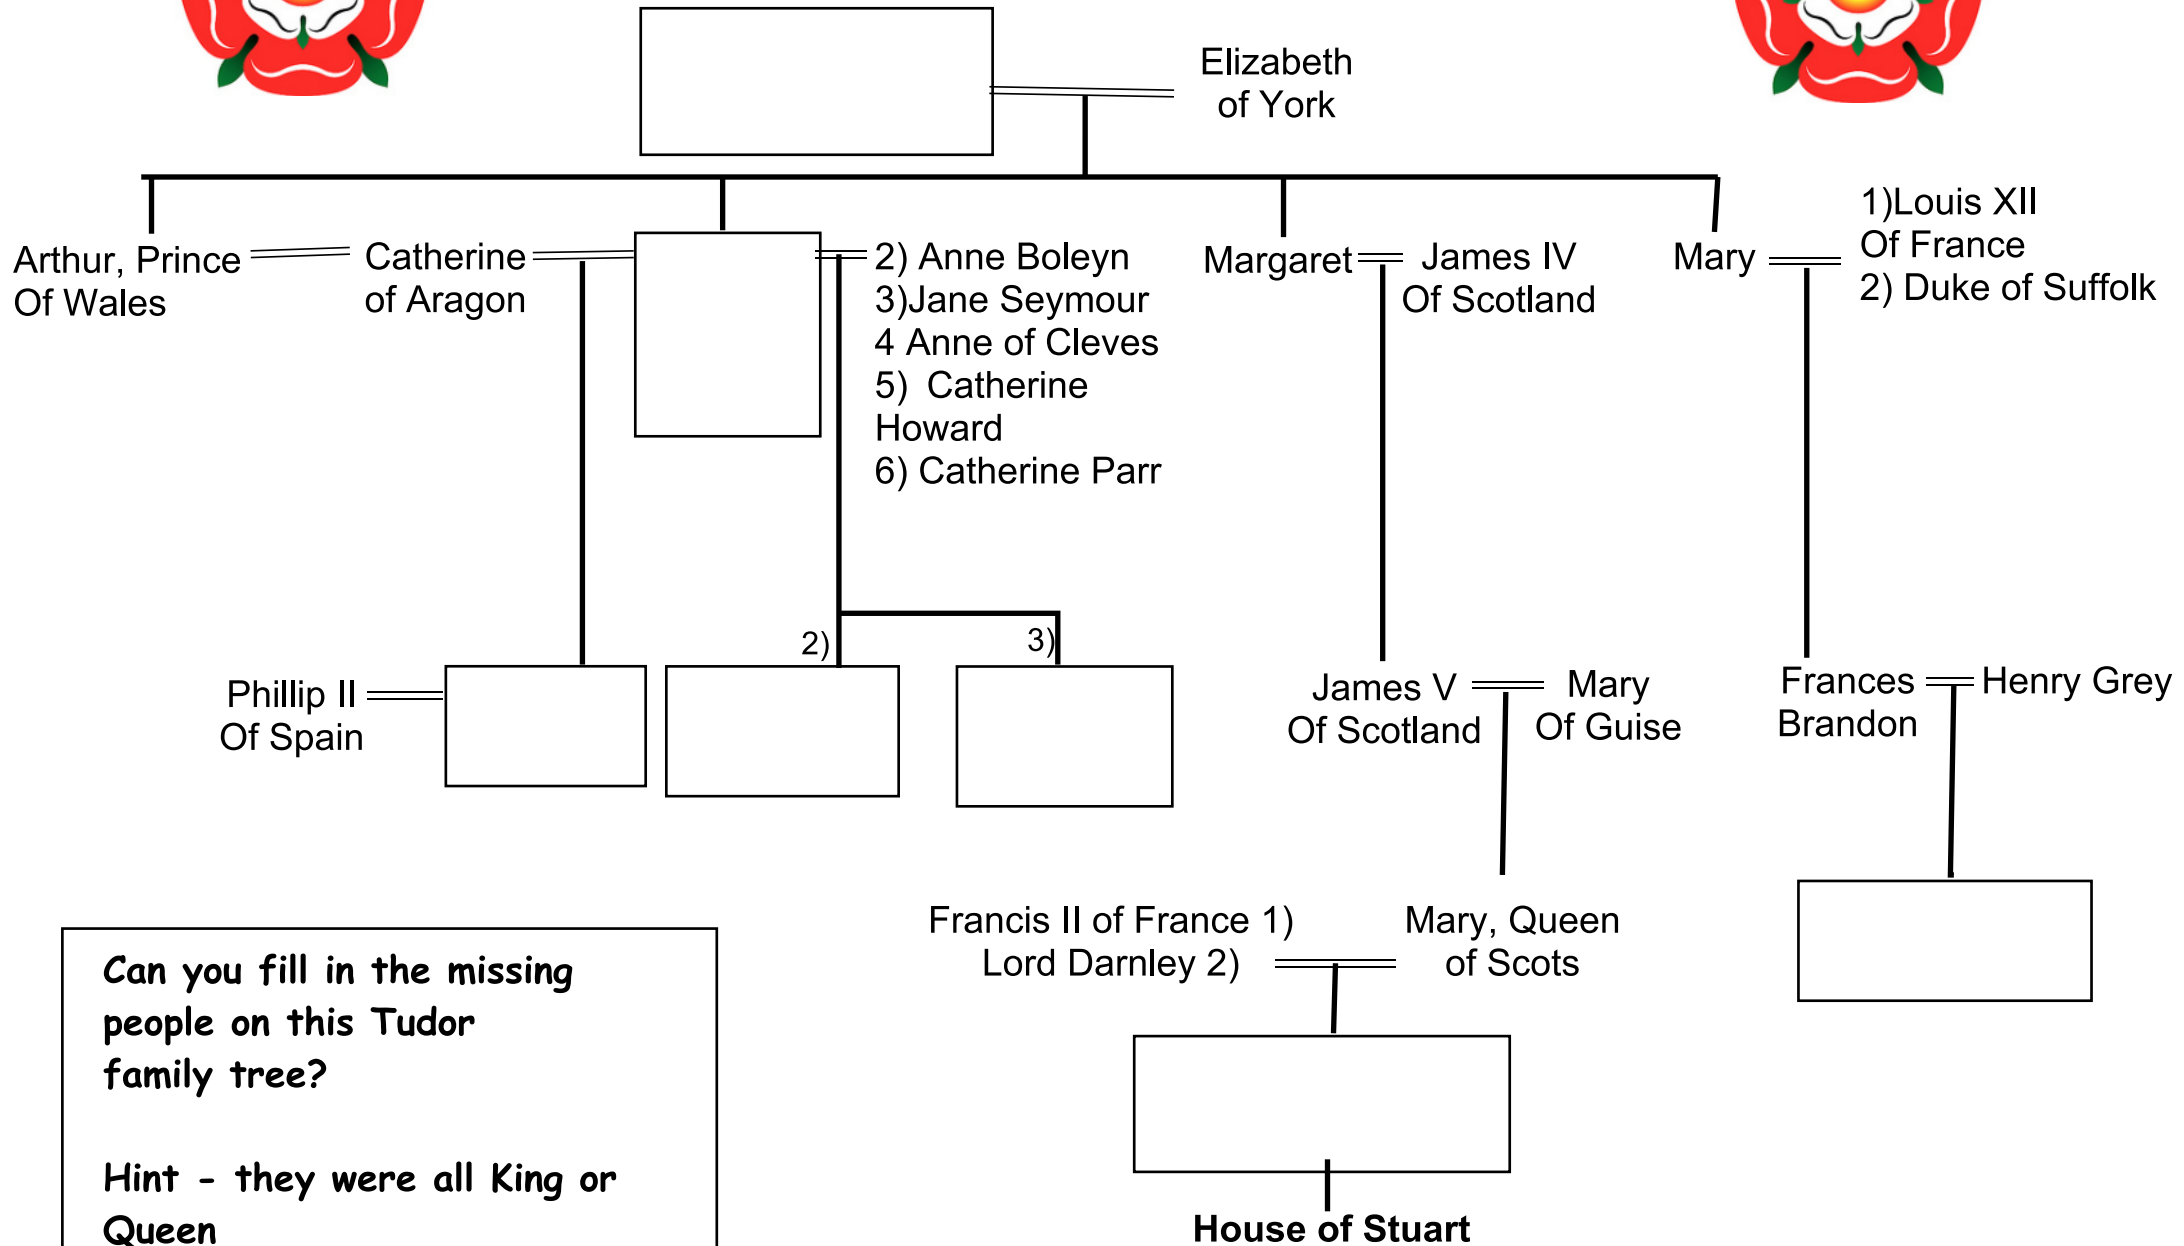 Elizabeth
of York
Arthur, Prince
Of Wales
Catherine
of Aragon
2) Anne Boleyn
3)Jane Seymour
4 Anne of Cleves
5)  Catherine
Howard
6) Catherine Parr
Margaret
James IV
Of Scotland
Mary
1)Louis XII
Of France
2) Duke of Suffolk
2)
3)
Phillip II
Of Spain
James V
Of Scotland
Mary
Of Guise
Frances
Brandon
Henry Grey
Francis II of France 1)
Lord Darnley 2)
Mary, Queen
of Scots
Can you fill in the missing
people on this Tudor
family tree?
Hint - they were all King or
Queen
House of Stuart